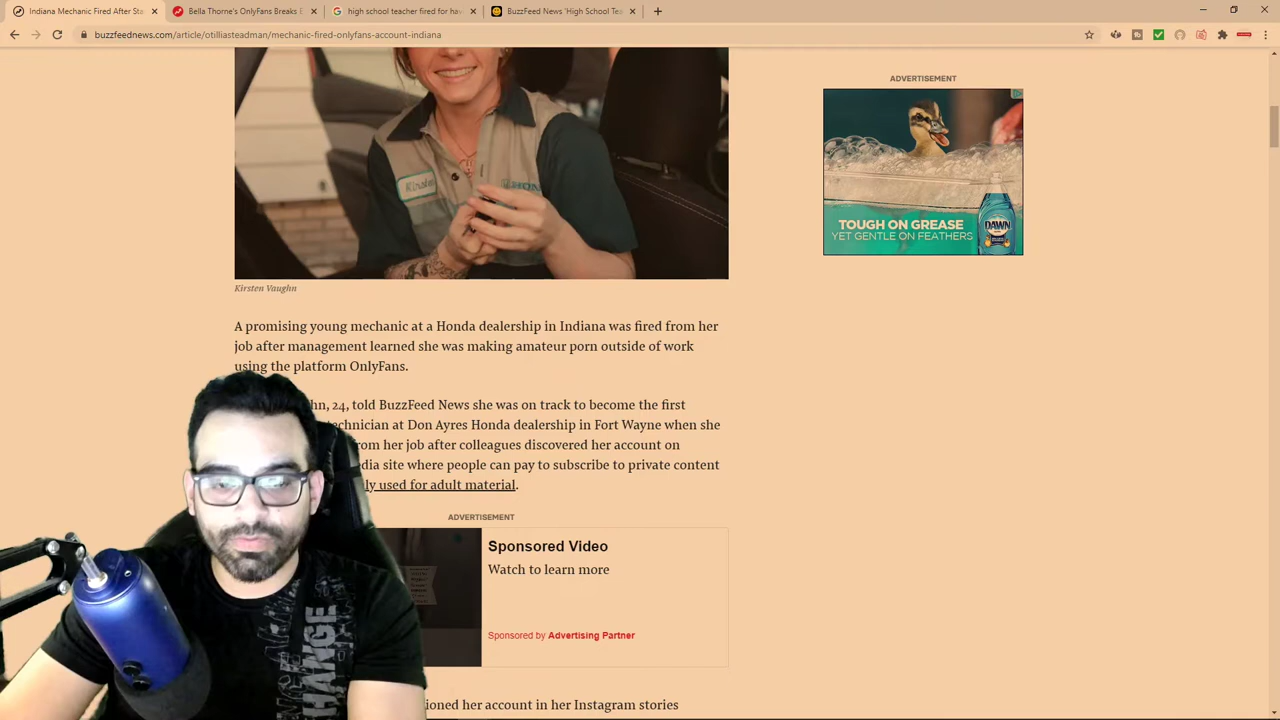 Indiana Mechanic Fired After Sta
Bella Thorne's OnlyFans Breaks E
high school teacher fired for hav
BuzzFeed News 'High School Tea
buzzfeednews.com/article/otilliasteadman/mechanic-fired-onlyfans-account-indiana
ADVERTISEMENT
TOUGH ON GREASE
YET GENTLE ON FEATHERS
DAWN
Kirsten
HON
Kirsten Vaughn
A promising young mechanic at a Honda dealership in Indiana was fired from her
job after management learned she was making amateur porn outside of work
using the platform OnlyFans.
hn, 24, told BuzzFeed News she was on track to become the first
technician at Don Ayres Honda dealership in Fort Wayne when she
from her job after colleagues discovered her account on
edia site where people can pay to subscribe to private content
ly used for adult material.
ADVERTISEMENT
Sponsored Video
Watch to learn more
Sponsored by Advertising Partner
ioned her account in her Instagram stories